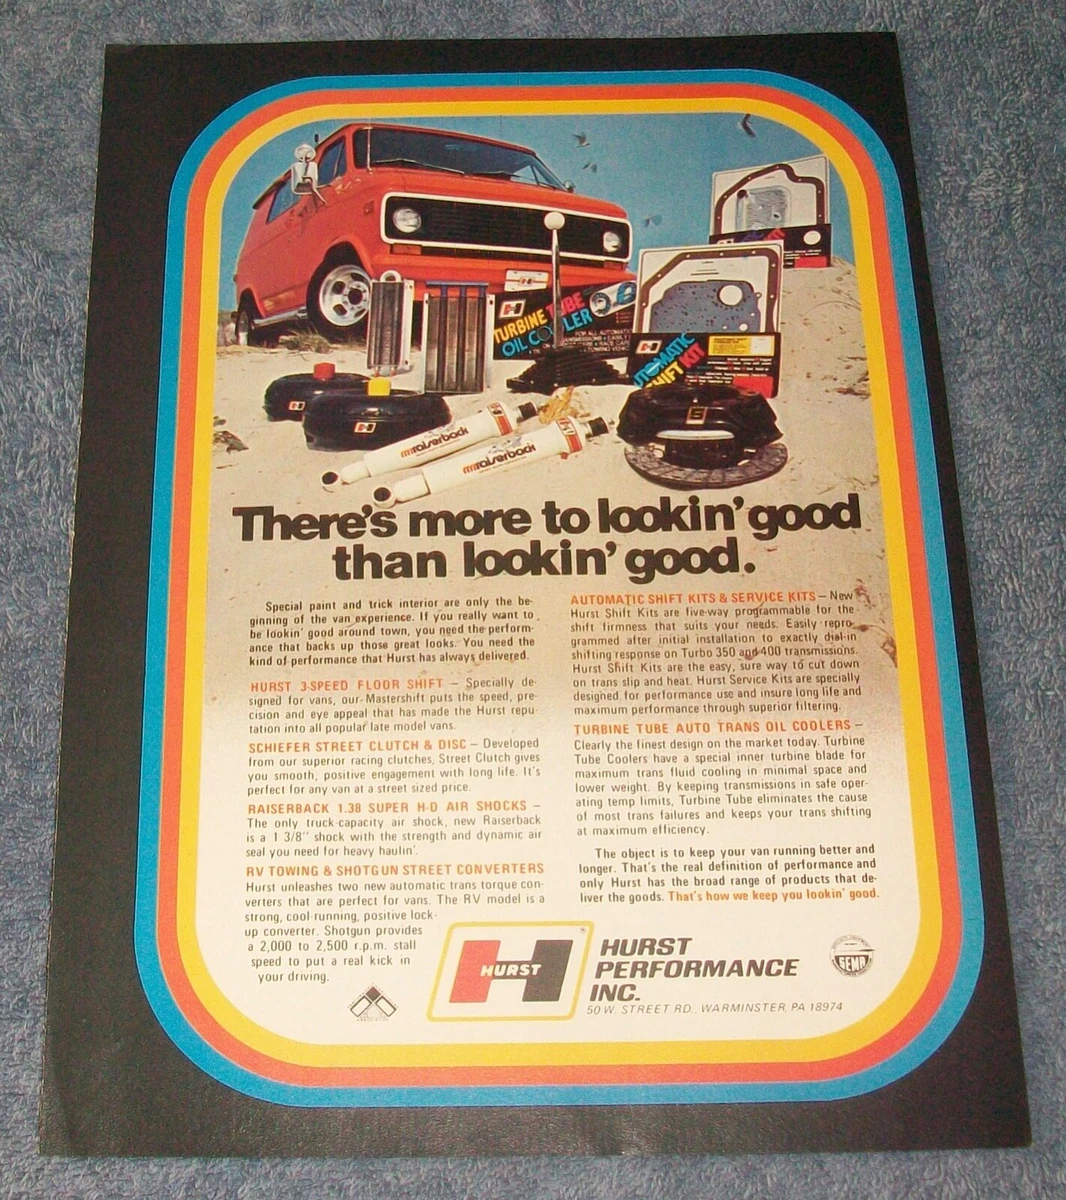 TURBINE TUBE
OIL COOLER
FOR ALL AUTOMATIC
AUTOMATIC
SHIFT KIT
H
H
raiserback
raiserback
There's more to lookin' good
than lookin' good.
Special paint and trick interior are only the be-
ginning of the van experience. If you really want to
be lookin' good around town, you need the perform-
ance that backs up those great looks. You need the
kind of performance that Hurst has always delivered.
HURST 3-SPEED FLOOR SHIFT – Specially de-
signed for vans, our Mastershift puts the speed, pre-
cision and eye appeal that has made the Hurst repu-
tation into all popular late model vans.
SCHIEFER STREET CLUTCH & DISC – Developed
from our superior racing clutches, Street Clutch gives
you smooth, positive engagement with long life. It's
perfect for any van at a street sized price.
RAISERBACK 1.38 SUPER H-D AIR SHOCKS –
The only truck-capacity air shock, new Raiserback
is a 1 3/8" shock with the strength and dynamic air
seal you need for heavy haulin'.
RV TOWING & SHOTGUN STREET CONVERTERS
Hurst unleashes two new automatic trans torque con-
verters that are perfect for vans. The RV model is a
strong, cool-running, positive lock-
up converter. Shotgun provides
a 2,000 to 2,500 r.p.m. stall
speed to put a real kick in
your driving.
AUTOMATIC SHIFT KITS & SERVICE KITS – New
Hurst Shift Kits are five-way programmable for the
shift firmness that suits your needs. Easily repro-
grammed after initial installation to exactly dial-in
shifting response on Turbo 350 and 400 transmissions.
Hurst Shift Kits are the easy, sure way to cut down
on trans slip and heat. Hurst Service Kits are specially
designed for performance use and insure long life and
maximum performance through superior filtering.
TURBINE TUBE AUTO TRANS OIL COOLERS –
Clearly the finest design on the market today. Turbine
Tube Coolers have a special inner turbine blade for
maximum trans fluid cooling in minimal space and
lower weight. By keeping transmissions in safe oper-
ating temp limits, Turbine Tube eliminates the cause
of most trans failures and keeps your trans shifting
at maximum efficiency.
The object is to keep your van running better and
longer. That's the real definition of performance and
only Hurst has the broad range of products that de-
liver the goods. That's how we keep you lookin' good.
HURST
HURST
PERFORMANCE
INC.
50 W. STREET RD., WARMINSTER, PA 18974
SEMA